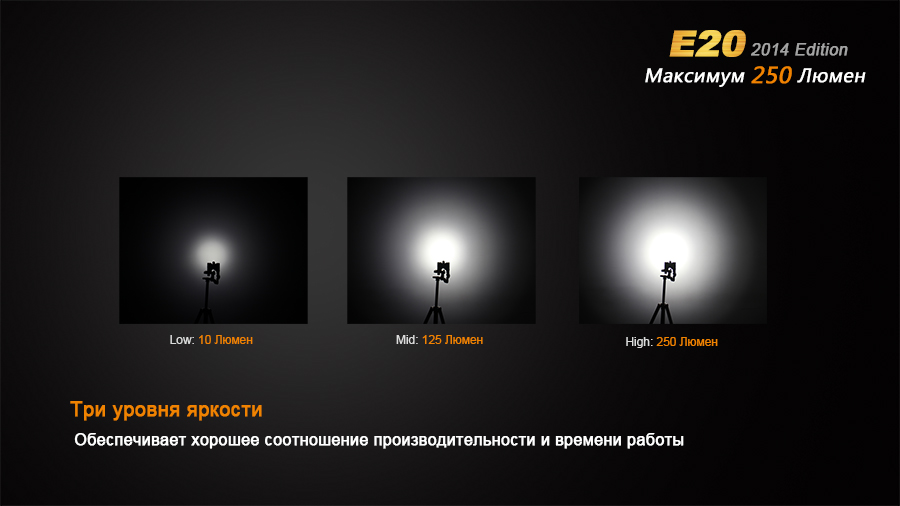 E20 2014 Edition
Максимум 250 Люмен
Low: 10 Люмен
Mid: 125 Люмен
High: 250 Люмен
Три уровня яркости
Обеспечивает хорошее соотношение производительности и времени работы